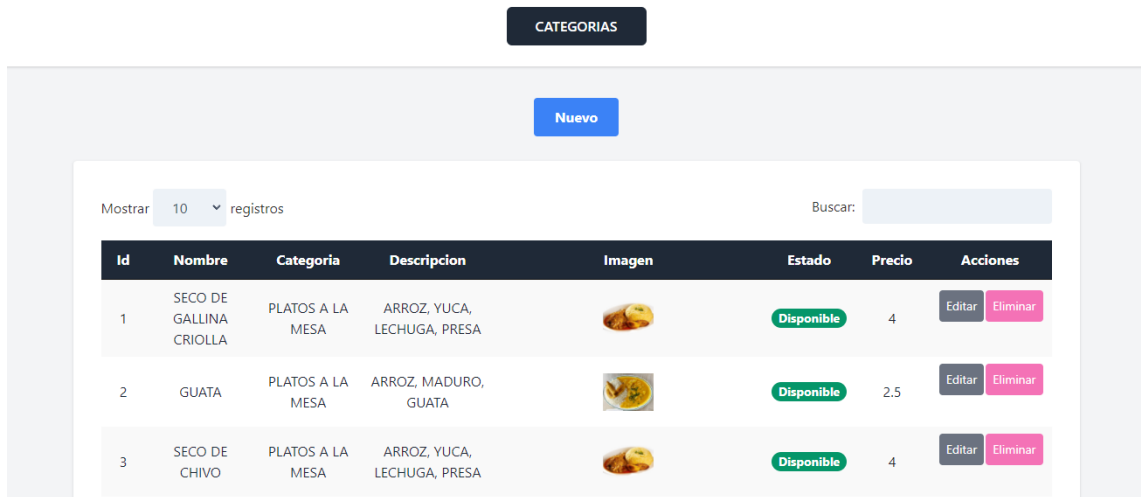 CATEGORIAS
Nuevo
Mostrar 10 registros
Buscar:
Id Nombre Categoria Descripcion Imagen Estado Precio Acciones
1 SECO DE GALLINA CRIOLLA PLATOS A LA MESA ARROZ, YUCA, LECHUGA, PRESA Disponible 4 Editar Eliminar
2 GUATA PLATOS A LA MESA ARROZ, MADURO, GUATA Disponible 2.5 Editar Eliminar
3 SECO DE CHIVO PLATOS A LA MESA ARROZ, YUCA, LECHUGA, PRESA Disponible 4 Editar Eliminar